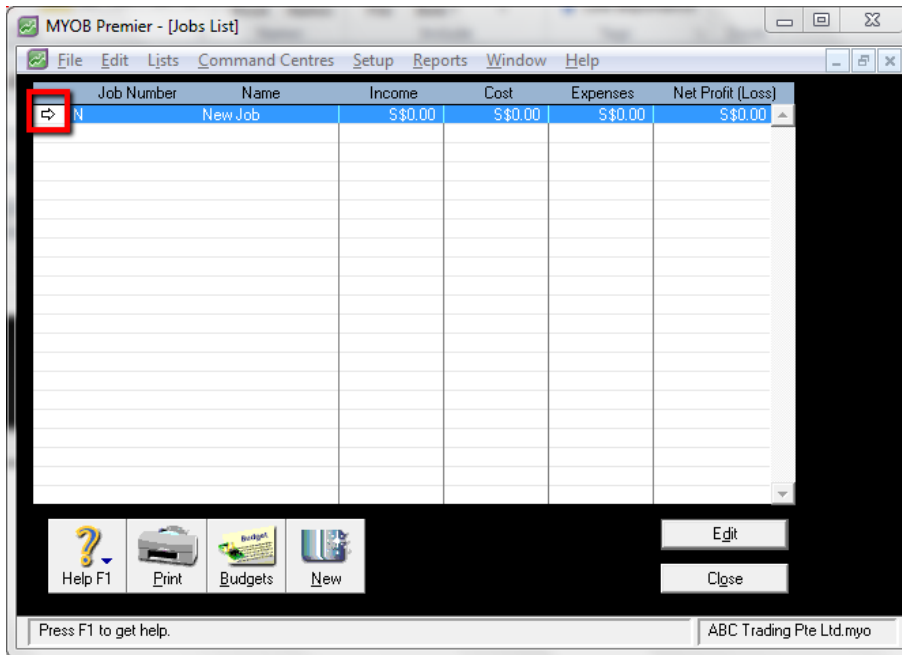 MYOB Premier - [Jobs List]
File Edit Lists Command Centres Setup Reports Window Help
Job Number Name Income Cost Expenses Net Profit (Loss)
N New Job S$0.00 S$0.00 S$0.00 S$0.00
Budget
Help F1 Print Budgets New
Edit
Close
Press F1 to get help. ABC Trading Pte Ltd.myo